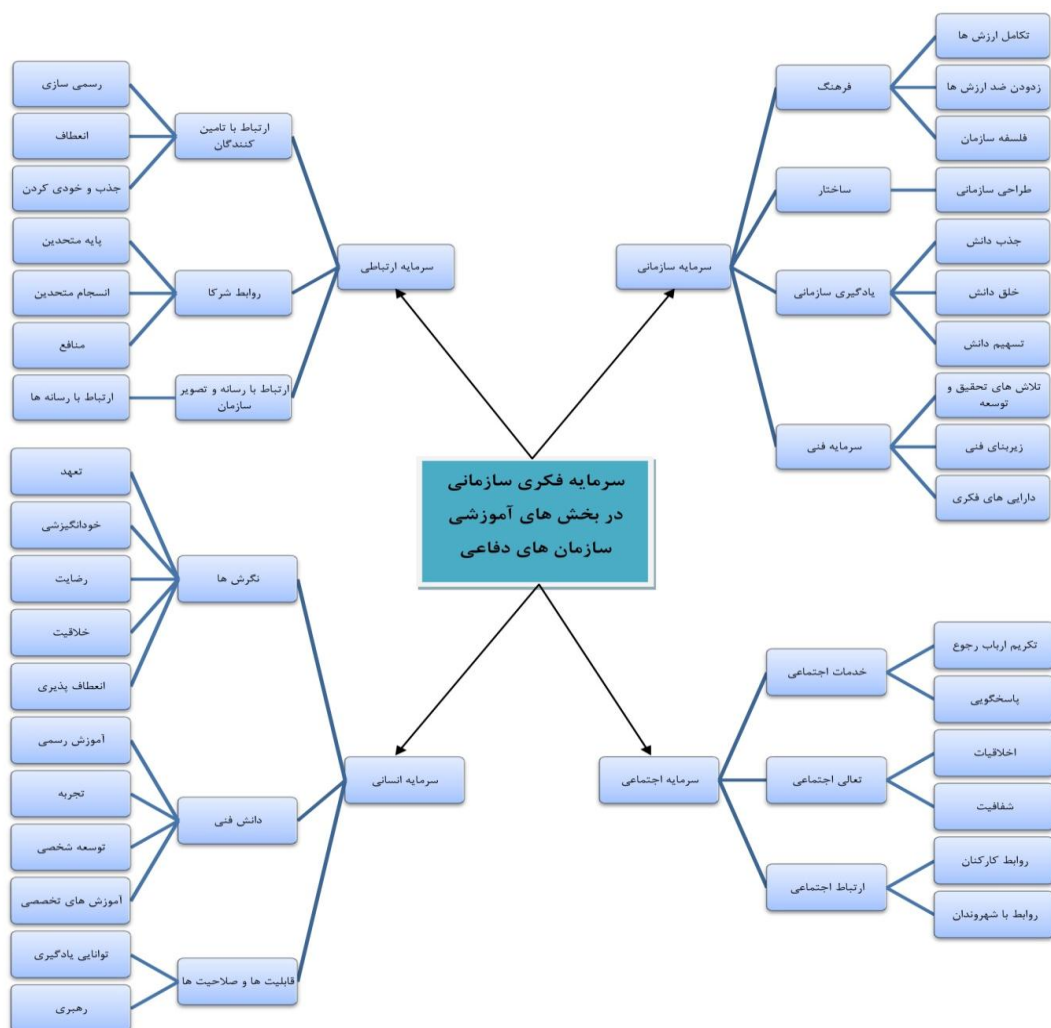 سرمایه فکری سازمانی
در بخش های آموزشی
سازمان های دفاعی
سرمایه سازمانی
فرهنگ
تکامل ارزش ها
زدودن ضد ارزش ها
فلسفه سازمان
ساختار
طراحی سازمانی
یادگیری سازمانی
جذب دانش
خلق دانش
تسهیم دانش
سرمایه فنی
تلاش های تحقیق و
توسعه
زیربنای فنی
دارایی های فکری
سرمایه ارتباطی
ارتباط با تامین
کنندگان
رسمی سازی
انعطاف
جذب و خودی کردن
روابط شرکا
پایه متحدین
انسجام متحدین
منافع
ارتباط با رسانه و تصویر
سازمان
ارتباط با رسانه ها
سرمایه اجتماعی
خدمات اجتماعی
تکریم ارباب رجوع
پاسخگویی
تعالی اجتماعی
اخلاقیات
شفافیت
ارتباط اجتماعی
روابط کارکنان
روابط با شهروندان
سرمایه انسانی
نگرش ها
تعهد
خودانگیزشی
رضایت
خلاقیت
انعطاف پذیری
دانش فنی
آموزش رسمی
تجربه
توسعه شخصی
آموزش های تخصصی
قابلیت ها و صلاحیت ها
توانایی یادگیری
رهبری